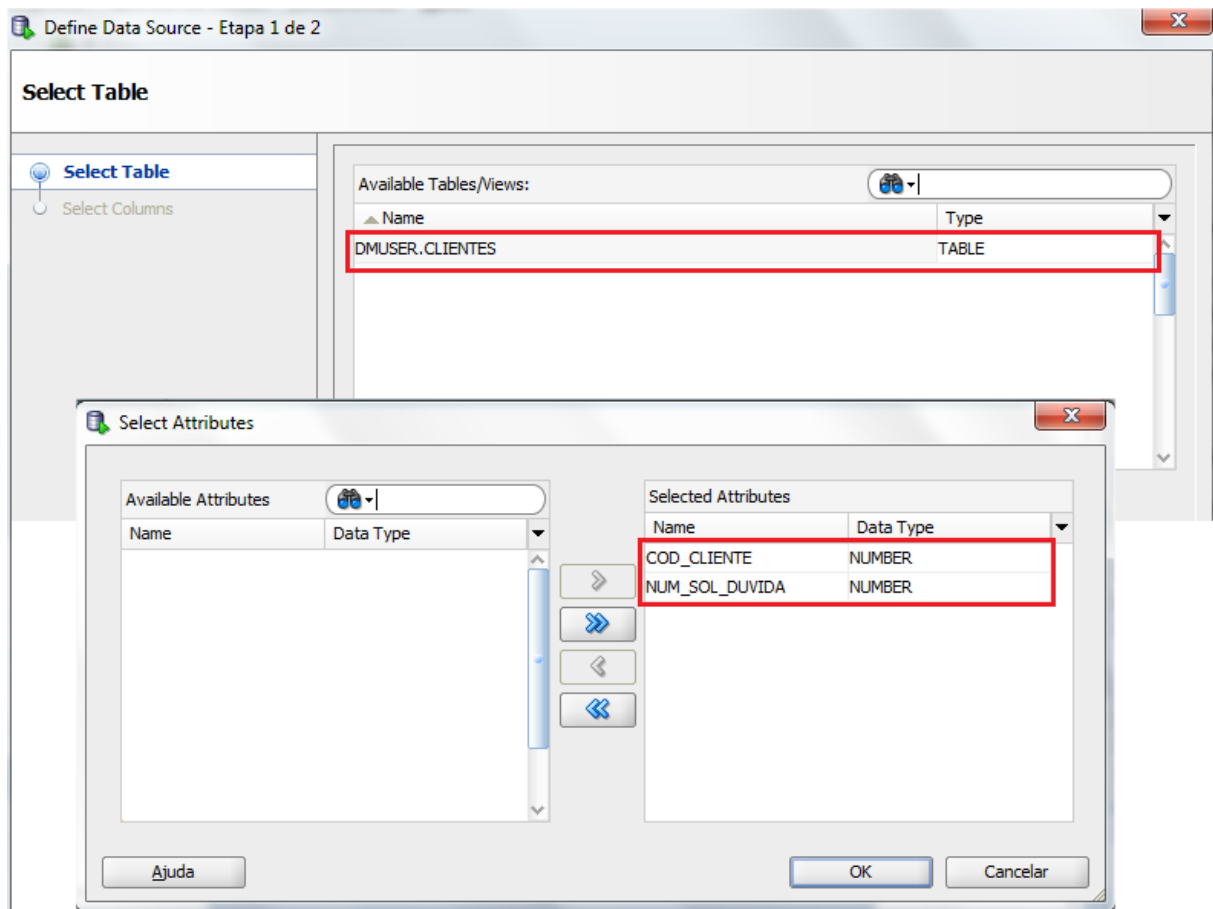 Define Data Source - Etapa 1 de 2
Select Table
Select Table
Select Columns
Available Tables/Views:
Name Type
DMUSER.CLIENTES TABLE
Select Attributes
Available Attributes
Name Data Type
Selected Attributes
Name Data Type
COD_CLIENTE NUMBER
NUM_SOL_DUVIDA NUMBER
Ajuda OK Cancelar